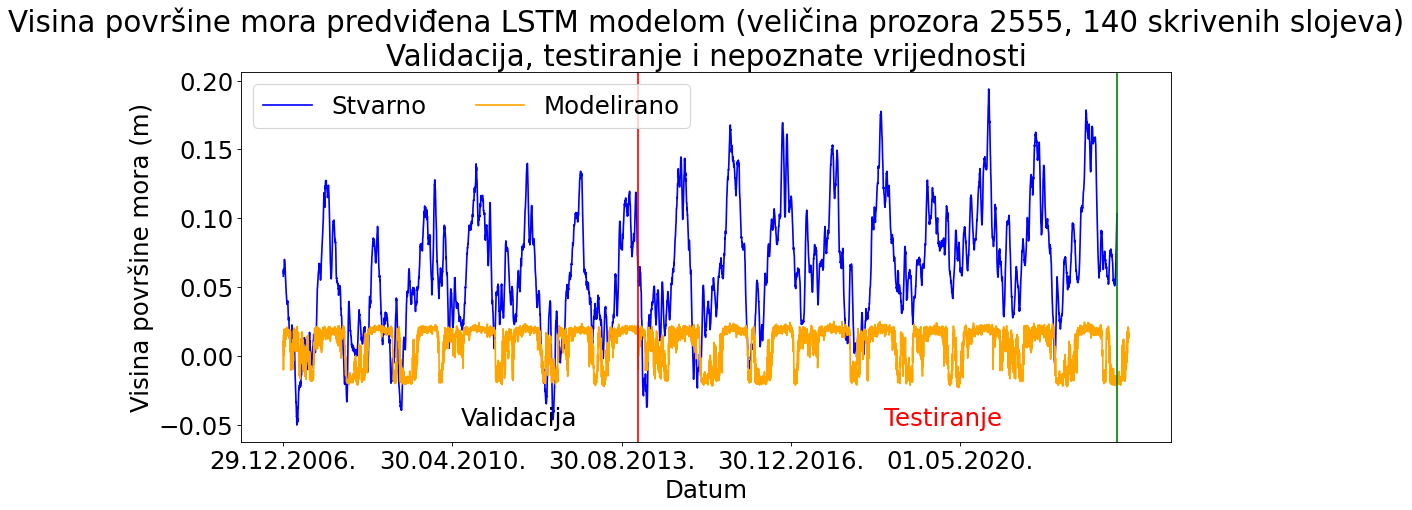 Visina površine mora predviđena LSTM modelom (veličina prozora 2555, 140 skrivenih slojeva)
Validacija, testiranje i nepoznate vrijednosti
Stvarno Modelirano
Visina površine mora (m)
0.20
0.15
0.10
0.05
0.00
−0.05
Validacija Testiranje
29.12.2006. 30.04.2010. 30.08.2013. 30.12.2016. 01.05.2020.
Datum